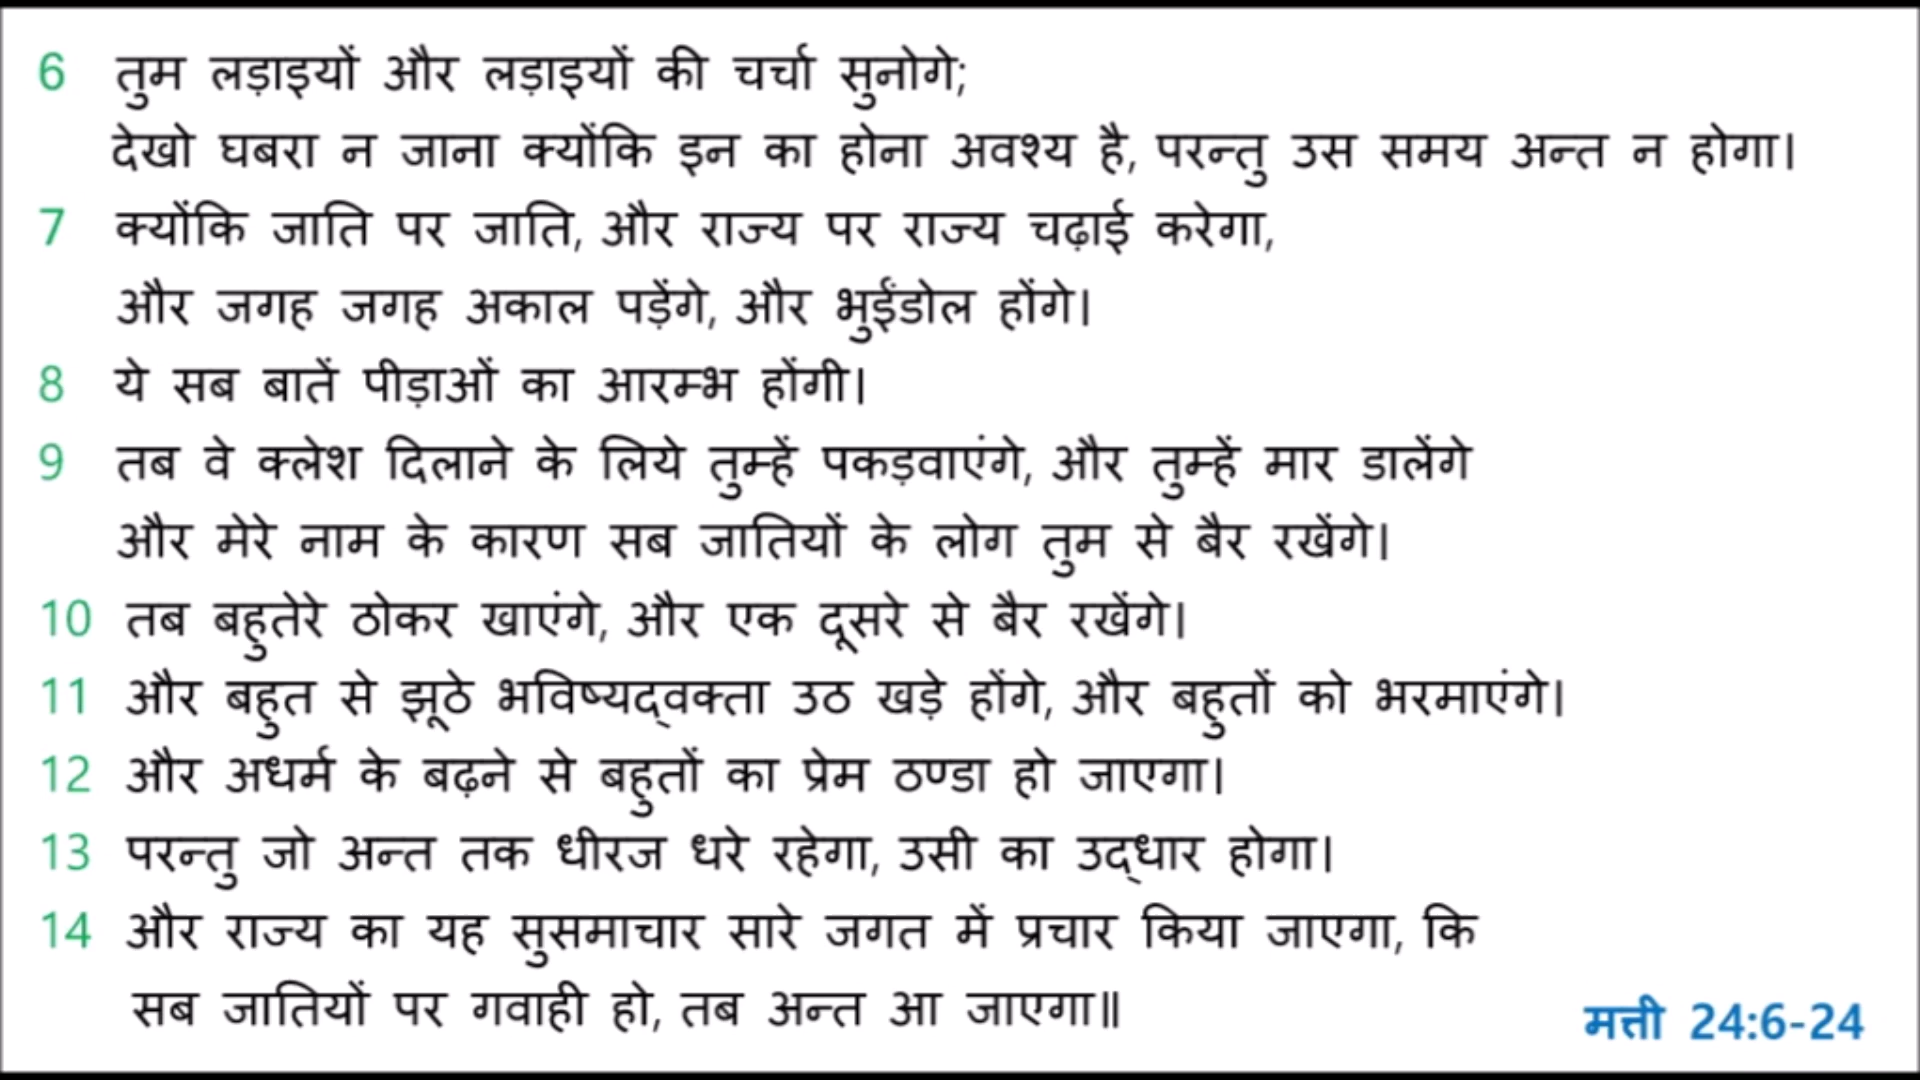 6 तुम लड़ाइयों और लड़ाइयों की चर्चा सुनोगे;
देखो घबरा न जाना क्योंकि इन का होना अवश्य है, परन्तु उस समय अन्त न होगा।
7 क्योंकि जाति पर जाति, और राज्य पर राज्य चढ़ाई करेगा,
और जगह जगह अकाल पड़ेंगे, और भुईंडोल होंगे।
8 ये सब बातें पीड़ाओं का आरम्भ होंगी।
9 तब वे क्लेश दिलाने के लिये तुम्हें पकड़वाएंगे, और तुम्हें मार डालेंगे
और मेरे नाम के कारण सब जातियों के लोग तुम से बैर रखेंगे।
10 तब बहुतेरे ठोकर खाएंगे, और एक दूसरे से बैर रखेंगे।
11 और बहुत से झूठे भविष्यद्वक्ता उठ खड़े होंगे, और बहुतों को भरमाएंगे।
12 और अधर्म के बढ़ने से बहुतों का प्रेम ठण्डा हो जाएगा।
13 परन्तु जो अन्त तक धीरज धरे रहेगा, उसी का उद्धार होगा।
14 और राज्य का यह सुसमाचार सारे जगत में प्रचार किया जाएगा, कि
सब जातियों पर गवाही हो, तब अन्त आ जाएगा॥
मत्ती 24:6-24